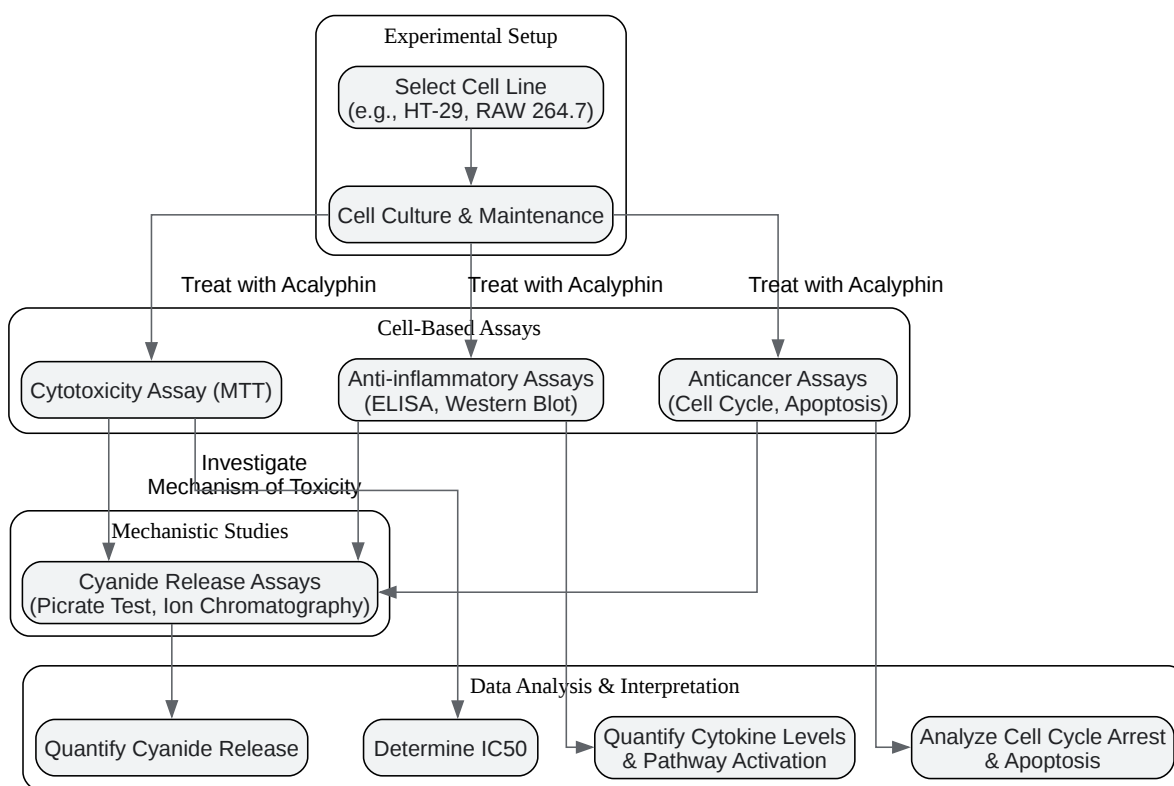 Experimental Setup
Select Cell Line
(e.g., HT-29, RAW 264.7)
Cell Culture & Maintenance
Treat with Acalyphin
Treat with Acalyphin
Treat with Acalyphin
Cell-Based Assays
Cytotoxicity Assay (MTT)
Anti-inflammatory Assays
(ELISA, Western Blot)
Anticancer Assays
(Cell Cycle, Apoptosis)
Investigate
Mechanism of Toxicity
Mechanistic Studies
Cyanide Release Assays
(Picrate Test, Ion Chromatography)
Data Analysis & Interpretation
Quantify Cyanide Release
Determine IC50
Quantify Cytokine Levels
& Pathway Activation
Analyze Cell Cycle Arrest
& Apoptosis